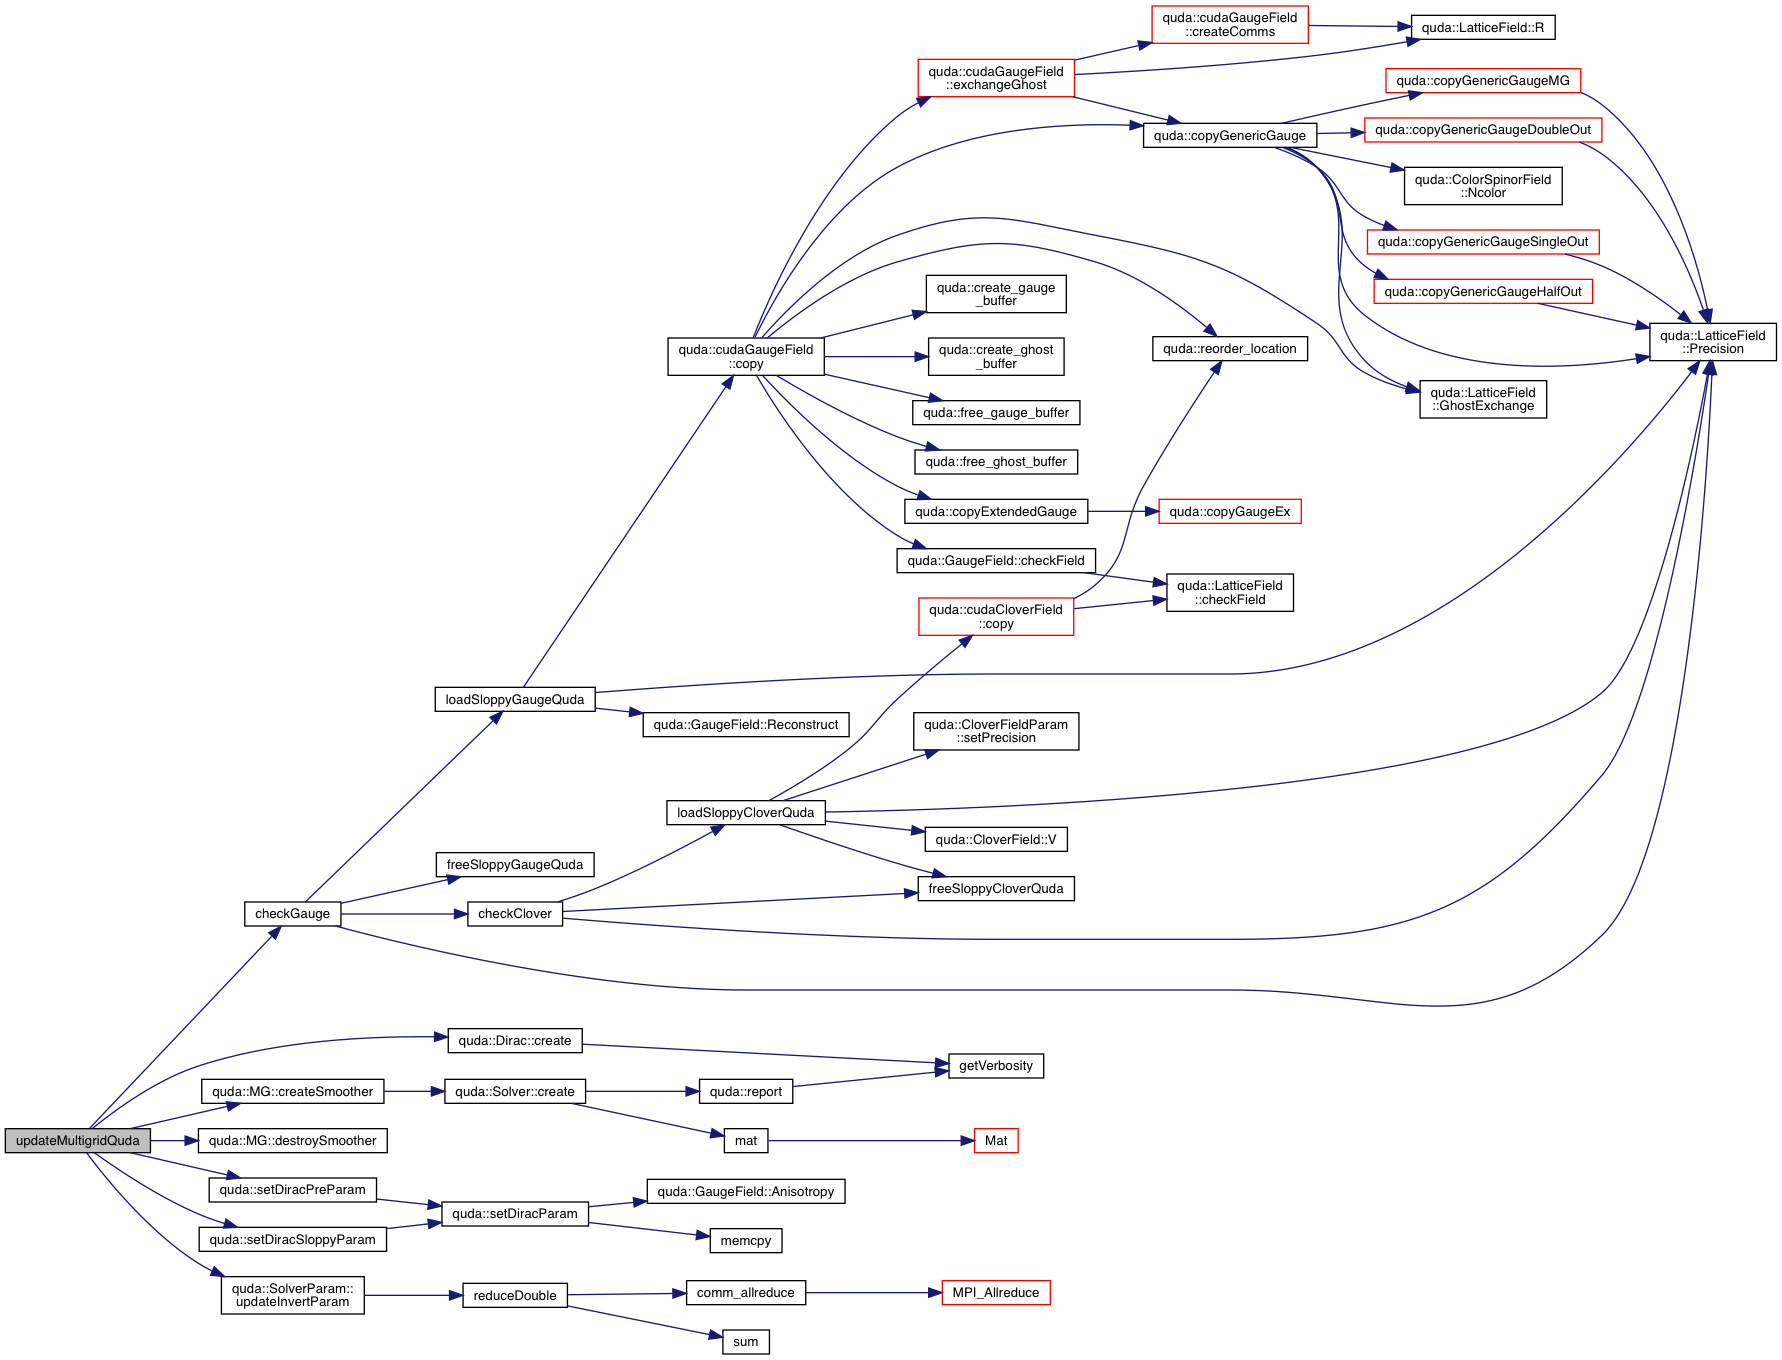 quda::cudaGaugeField
::createComms
quda::LatticeField::R
quda::cudaGaugeField
::exchangeGhost
quda::copyGenericGaugeMG
quda::copyGenericGauge
quda::copyGenericGaugeDoubleOut
quda::ColorSpinorField
::Ncolor
quda::copyGenericGaugeSingleOut
quda::copyGenericGaugeHalfOut
quda::create_gauge
_buffer
quda::cudaGaugeField
::copy
quda::create_ghost
_buffer
quda::reorder_location
quda::LatticeField
::Precision
quda::LatticeField
::GhostExchange
quda::free_gauge_buffer
quda::free_ghost_buffer
quda::copyExtendedGauge
quda::copyGaugeEx
quda::GaugeField::checkField
quda::LatticeField
::checkField
quda::cudaCloverField
::copy
loadSloppyGaugeQuda
quda::GaugeField::Reconstruct
quda::CloverFieldParam
::setPrecision
loadSloppyCloverQuda
quda::CloverField::V
freeSloppyGaugeQuda
freeSloppyCloverQuda
checkGauge
checkClover
quda::Dirac::create
getVerbosity
quda::MG::createSmoother
quda::Solver::create
quda::report
updateMultigridQuda
quda::MG::destroySmoother
mat
Mat
quda::setDiracPreParam
quda::GaugeField::Anisotropy
quda::setDiracParam
quda::setDiracSloppyParam
memcpy
quda::SolverParam::
updateInvertParam
reduceDouble
comm_allreduce
MPI_Allreduce
sum